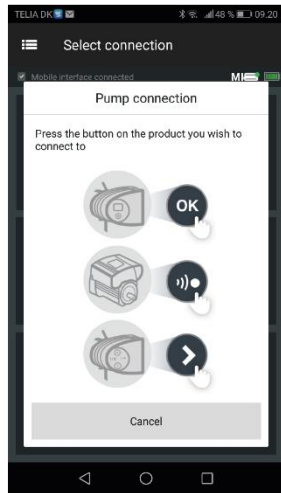 TELIA DK 48 % 09.20
Select connection
Mobile interface connected MI
Pump connection
Press the button on the product you wish to
connect to
OK
Cancel